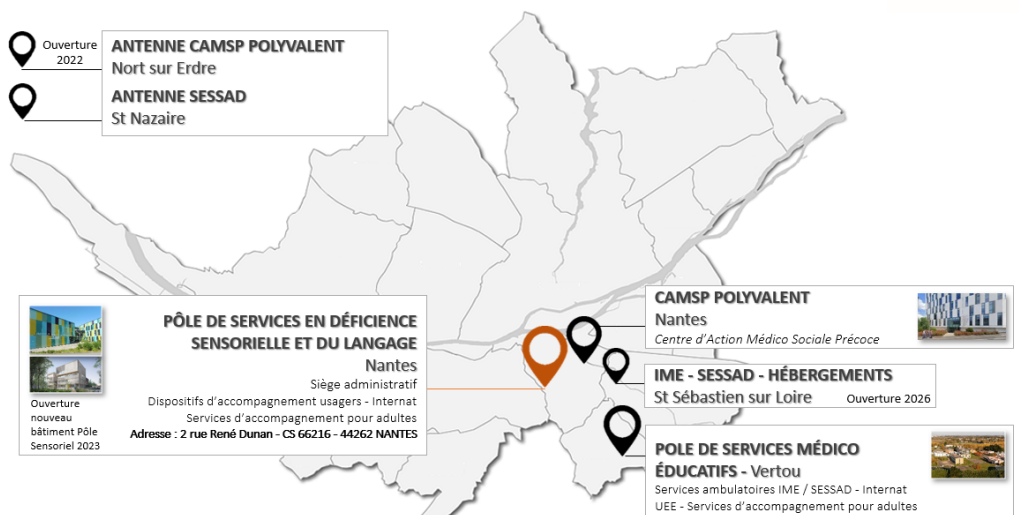 Ouverture
2022
ANTENNE CAMSP POLYVALENT
Nort sur Erdre
ANTENNE SESSAD
St Nazaire
PÔLE DE SERVICES EN DÉFICIENCE
SENSORIELLE ET DU LANGAGE
Nantes
Siège administratif
Dispositifs d'accompagnement usagers - Internat
Services d'accompagnement pour adultes
Adresse : 2 rue René Dunan - CS 66216 - 44262 NANTES
Ouverture
nouveau
bâtiment Pôle
Sensoriel 2023
CAMSP POLYVALENT
Nantes
Centre d'Action Médico Sociale Précoce
IME - SESSAD - HÉBERGEMENTS
St Sébastien sur Loire Ouverture 2026
POLE DE SERVICES MÉDICO
ÉDUCATIFS - Vertou
Services ambulatoires IME / SESSAD - Internat
UEE - Services d'accompagnement pour adultes